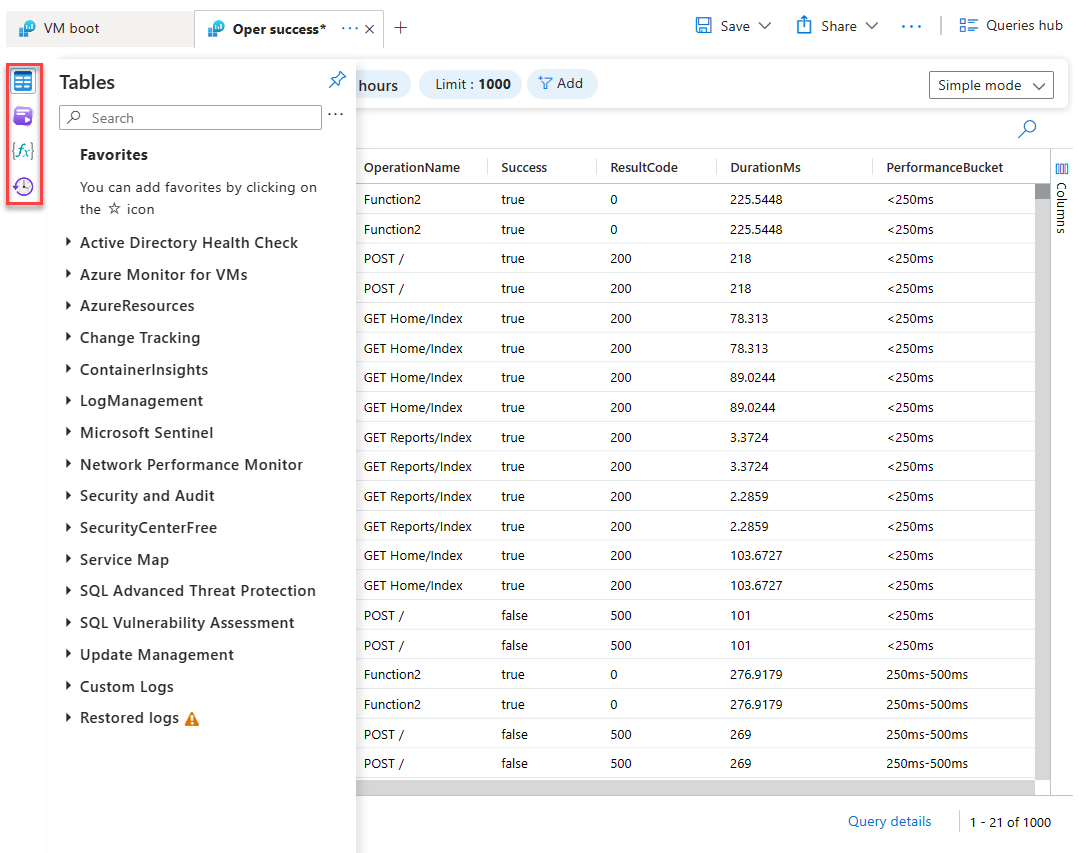 VM boot
Oper success* ··· × +
Save
Share
···
Queries hub
{fx}
Tables
Search
···
Favorites
You can add favorites by clicking on
the ☆ icon
Active Directory Health Check
Azure Monitor for VMs
AzureResources
Change Tracking
ContainerInsights
LogManagement
Microsoft Sentinel
Network Performance Monitor
Security and Audit
SecurityCenterFree
Service Map
SQL Advanced Threat Protection
SQL Vulnerability Assessment
Update Management
Custom Logs
Restored logs
hours
Limit : 1000
Add
Simple mode
OperationName Success ResultCode DurationMs PerformanceBucket
Function2 true 0 225.5448 <250ms
Function2 true 0 225.5448 <250ms
POST / true 200 218 <250ms
POST / true 200 218 <250ms
GET Home/Index true 200 78.313 <250ms
GET Home/Index true 200 78.313 <250ms
GET Home/Index true 200 89.0244 <250ms
GET Home/Index true 200 89.0244 <250ms
GET Reports/Index true 200 3.3724 <250ms
GET Reports/Index true 200 3.3724 <250ms
GET Reports/Index true 200 2.2859 <250ms
GET Reports/Index true 200 2.2859 <250ms
GET Home/Index true 200 103.6727 <250ms
GET Home/Index true 200 103.6727 <250ms
POST / false 500 101 <250ms
POST / false 500 101 <250ms
Function2 true 0 276.9179 250ms-500ms
Function2 true 0 276.9179 250ms-500ms
POST / false 500 269 250ms-500ms
POST / false 500 269 250ms-500ms
Columns
Query details
1 - 21 of 1000